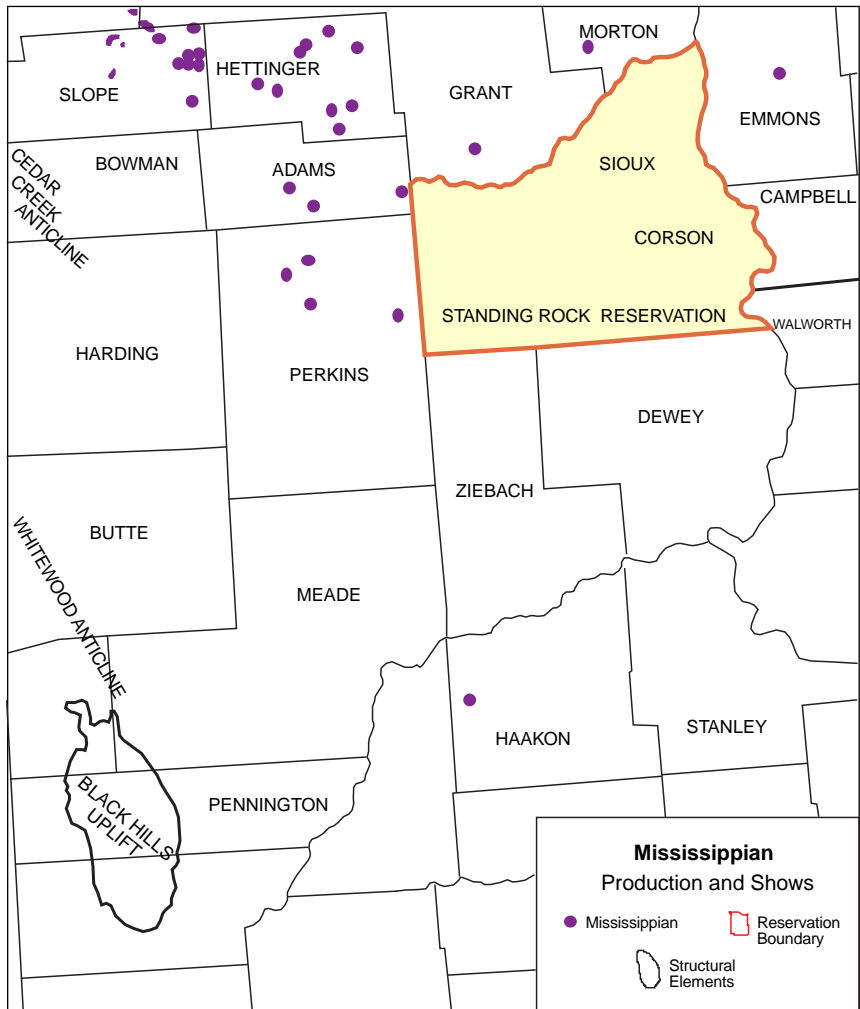 MORTON
HETTINGER
SLOPE
GRANT
EMMONS
BOWMAN
ADAMS
SIOUX
CEDAR
CREEK
ANTICLINE
CAMPBELL
CORSON
STANDING ROCK RESERVATION
WALWORTH
HARDING
PERKINS
DEWEY
ZIEBACH
BUTTE
WHITEWOOD ANTICLINE
MEADE
HAAKON
STANLEY
BLACK HILLS
UPLIFT
PENNINGTON
Mississippian
Production and Shows
Mississippian
Reservation
Boundary
Structural
Elements